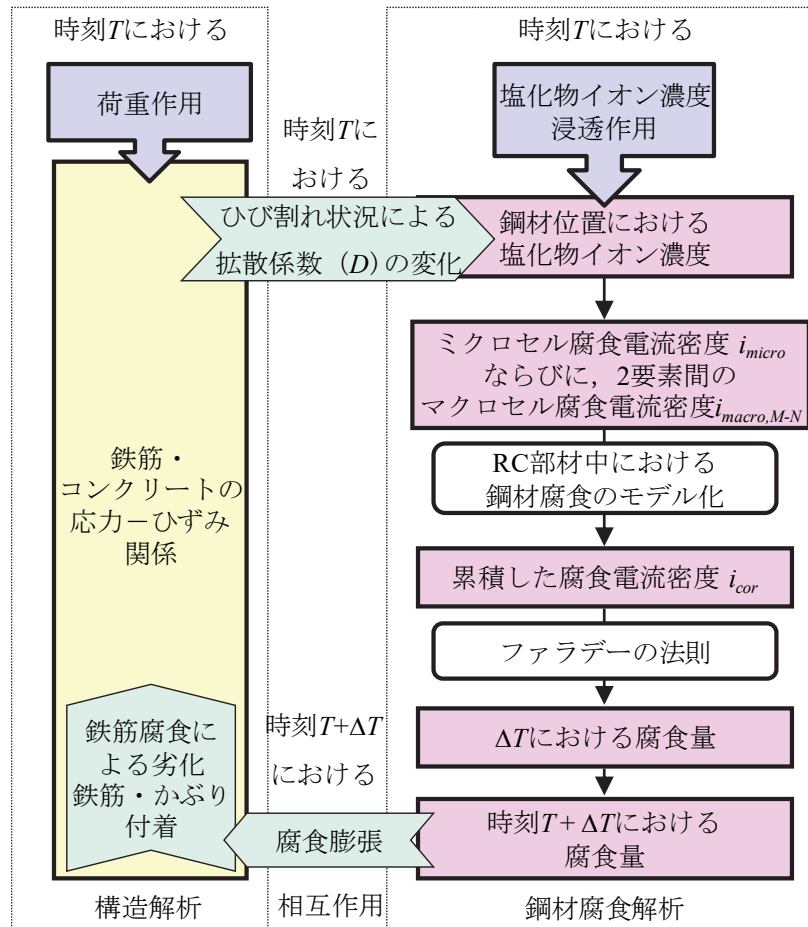 時刻Tにおける
荷重作用
鉄筋・
コンクリートの
応力－ひずみ
関係
鉄筋腐食に
よる劣化
鉄筋・かぶり
付着
構造解析
時刻Tに
おける
ひび割れ状況による
拡散係数 (D) の変化
時刻T+ΔT
における
腐食膨張
相互作用
時刻Tにおける
塩化物イオン濃度
浸透作用
鋼材位置における
塩化物イオン濃度
ミクロセル腐食電流密度 imicro
ならびに，2要素間の
マクロセル腐食電流密度imacro,M-N
RC部材中における
鋼材腐食のモデル化
累積した腐食電流密度 icor
ファラデーの法則
ΔTにおける腐食量
時刻T + ΔTにおける
腐食量
鋼材腐食解析